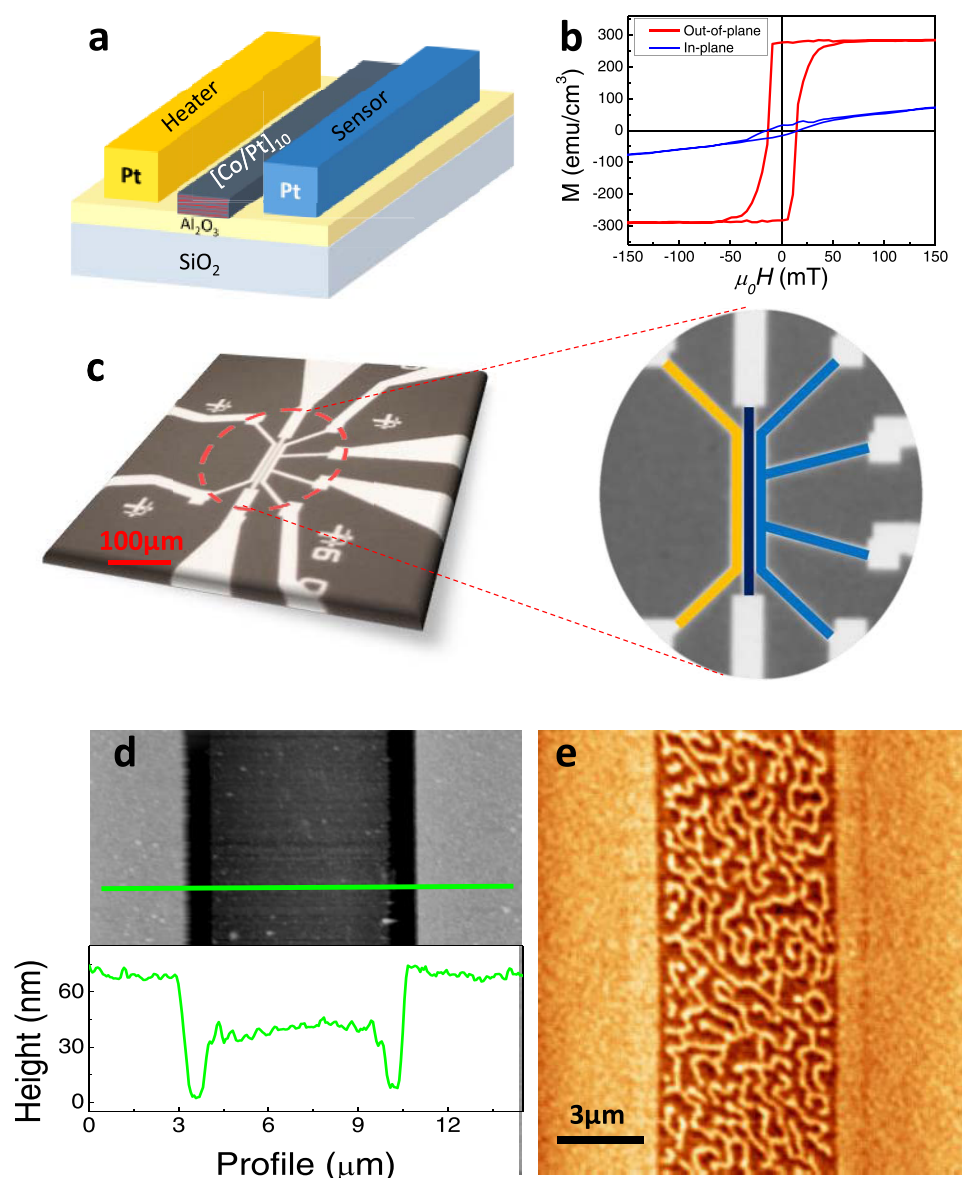 a
Heater
[Co/Pt]10
Sensor
Pt
Pt
Al2O3
SiO2
b
Out-of-plane
In-plane
M (emu/cm3)
300
200
100
0
-100
-200
-300
-150
-100
-50
0
50
100
150
μ0H (mT)
c
100μm
#6
D
d
Height (nm)
60
30
0
0
3
6
9
12
Profile (μm)
e
3μm